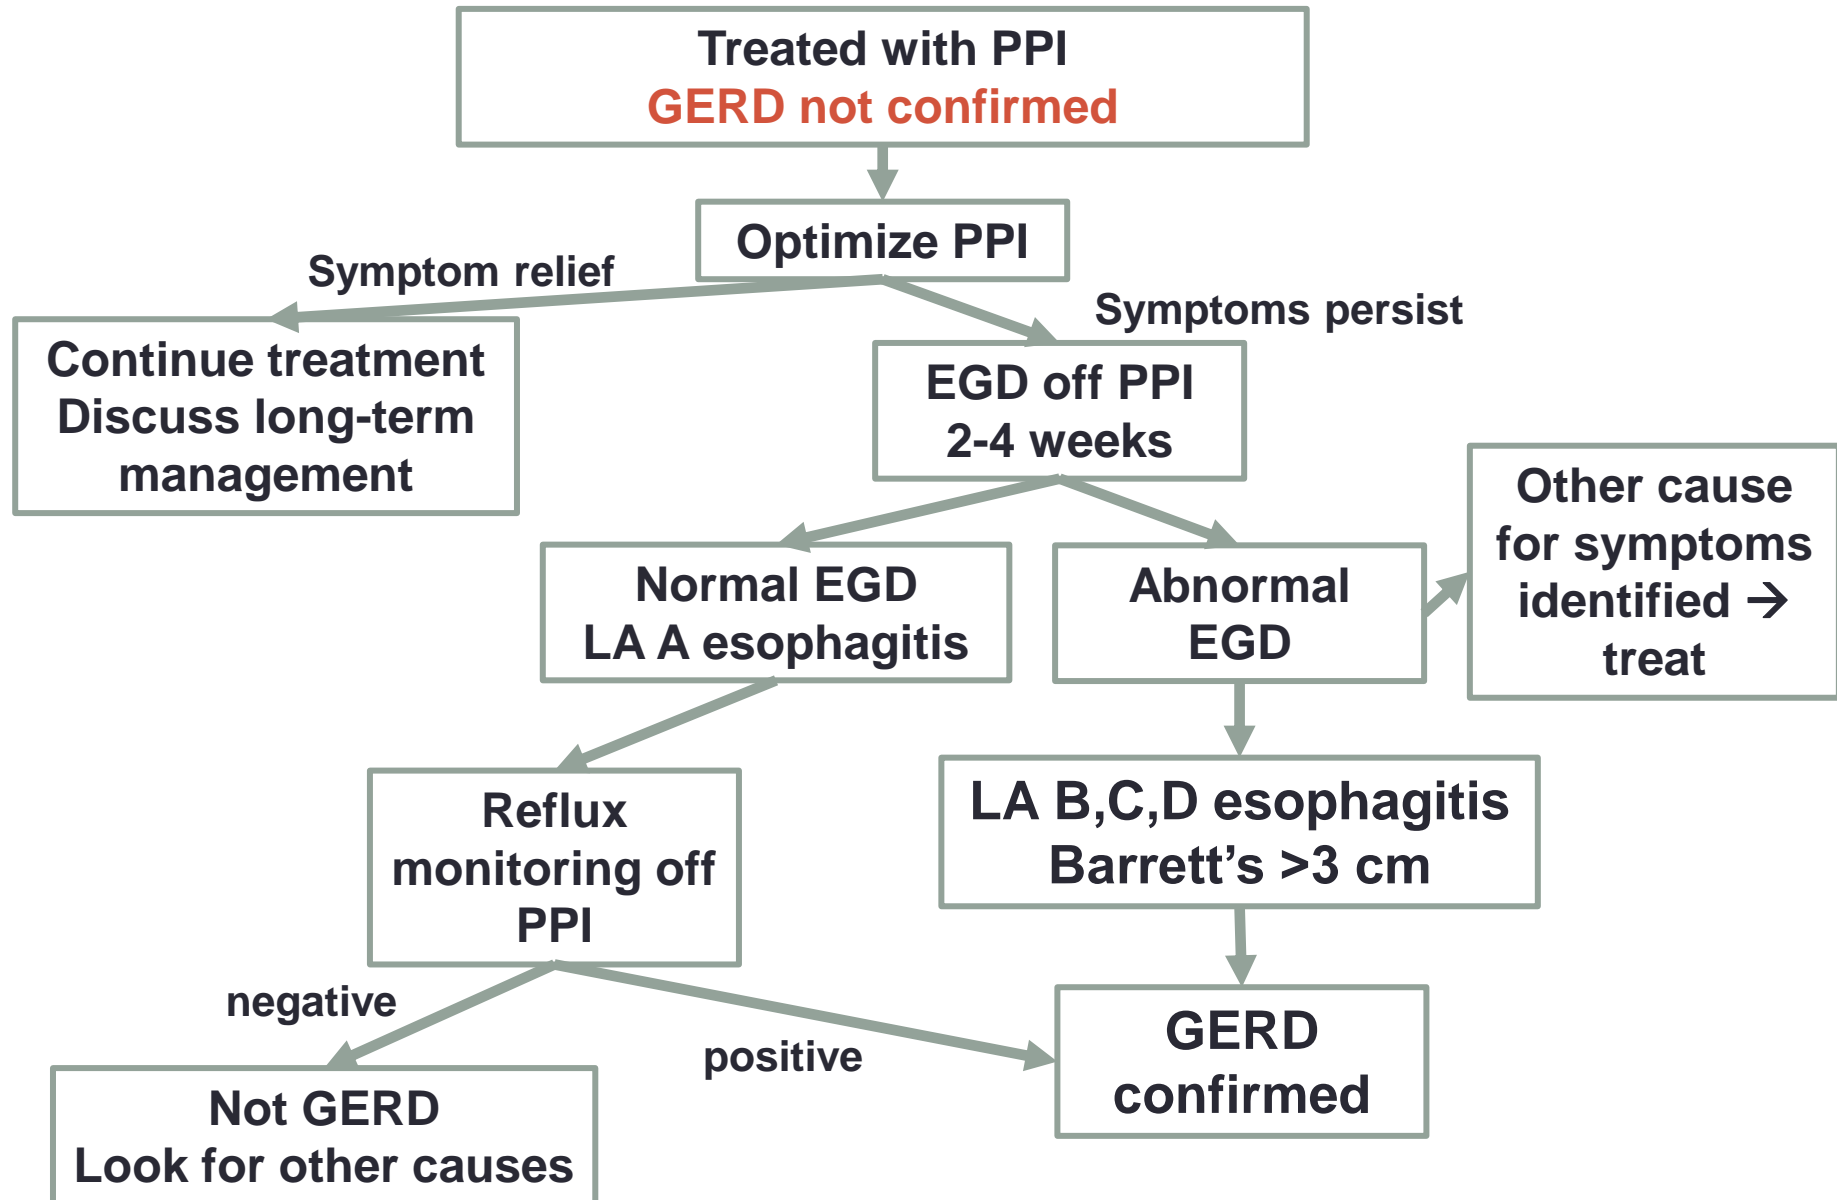 Treated with PPI
GERD not confirmed
Optimize PPI
Symptom relief
Symptoms persist
Continue treatment
Discuss long-term
management
EGD off PPI
2-4 weeks
Other cause
for symptoms
identified →
treat
Normal EGD
LA A esophagitis
Abnormal
EGD
Reflux
monitoring off
PPI
LA B,C,D esophagitis
Barrett’s >3 cm
negative
positive
GERD
confirmed
Not GERD
Look for other causes